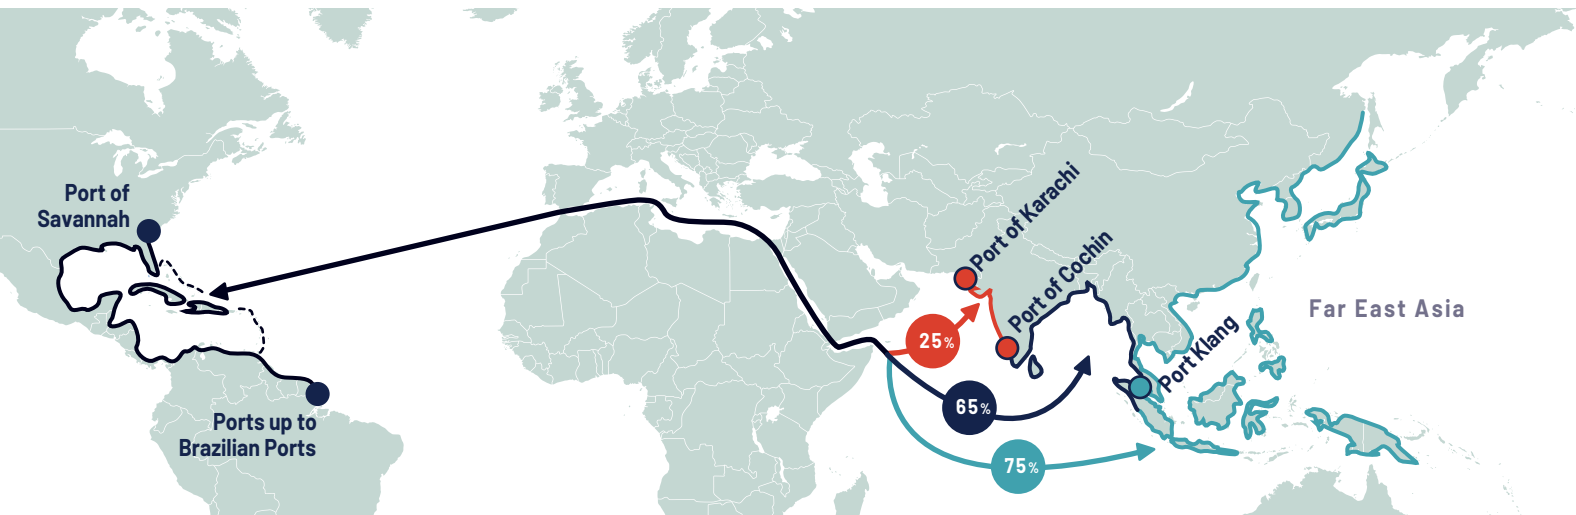 Port of
Savannah
Ports up to
Brazilian Ports
Port of Karachi
Port of Cochin
25%
65%
75%
Port Klang
Far East Asia